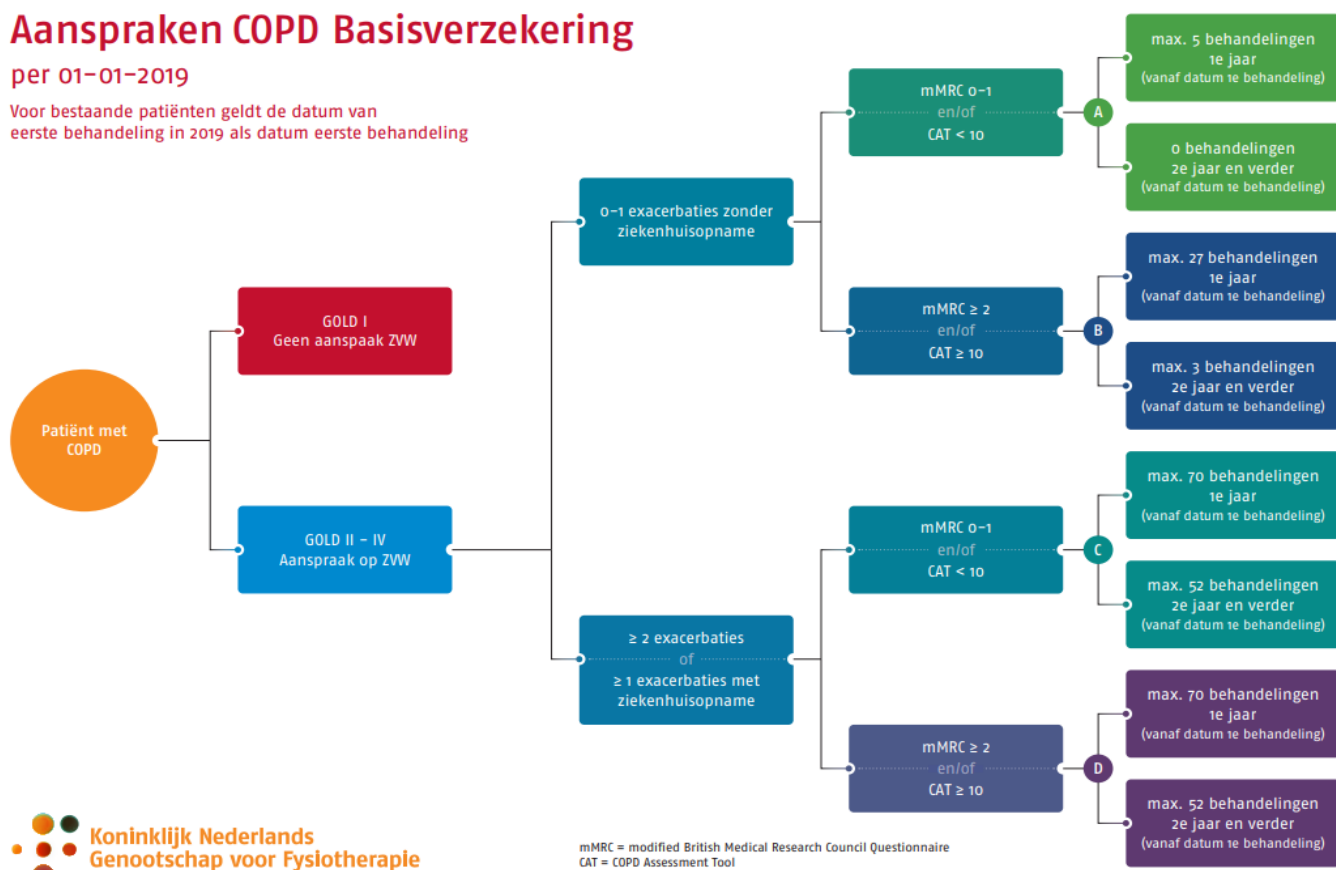 Aanspraken COPD Basisverzekering
per 01-01-2019
Voor bestaande patiënten geldt de datum van
eerste behandeling in 2019 als datum eerste behandeling
Patiënt met
COPD
GOLD I
Geen aanspaak ZVW
GOLD II - IV
Aanspraak op ZVW
0-1 exacerbaties zonder
ziekenhuisopname
≥ 2 exacerbaties
of
≥ 1 exacerbaties met
ziekenhuisopname
mMRC 0-1
en/of
CAT < 10
mMRC ≥ 2
en/of
CAT ≥ 10
mMRC 0-1
en/of
CAT < 10
mMRC ≥ 2
en/of
CAT ≥ 10
A
max. 5 behandelingen
1e jaar
(vanaf datum 1e behandeling)
0 behandelingen
2e jaar en verder
(vanaf datum 1e behandeling)
B
max. 27 behandelingen
1e jaar
(vanaf datum 1e behandeling)
max. 3 behandelingen
2e jaar en verder
(vanaf datum 1e behandeling)
C
max. 70 behandelingen
1e jaar
(vanaf datum 1e behandeling)
max. 52 behandelingen
2e jaar en verder
(vanaf datum 1e behandeling)
D
max. 70 behandelingen
1e jaar
(vanaf datum 1e behandeling)
max. 52 behandelingen
2e jaar en verder
(vanaf datum 1e behandeling)
Koninklijk Nederlands
Genootschap voor Fysiotherapie
mMRC = modified British Medical Research Council Questionnaire
CAT = COPD Assessment Tool